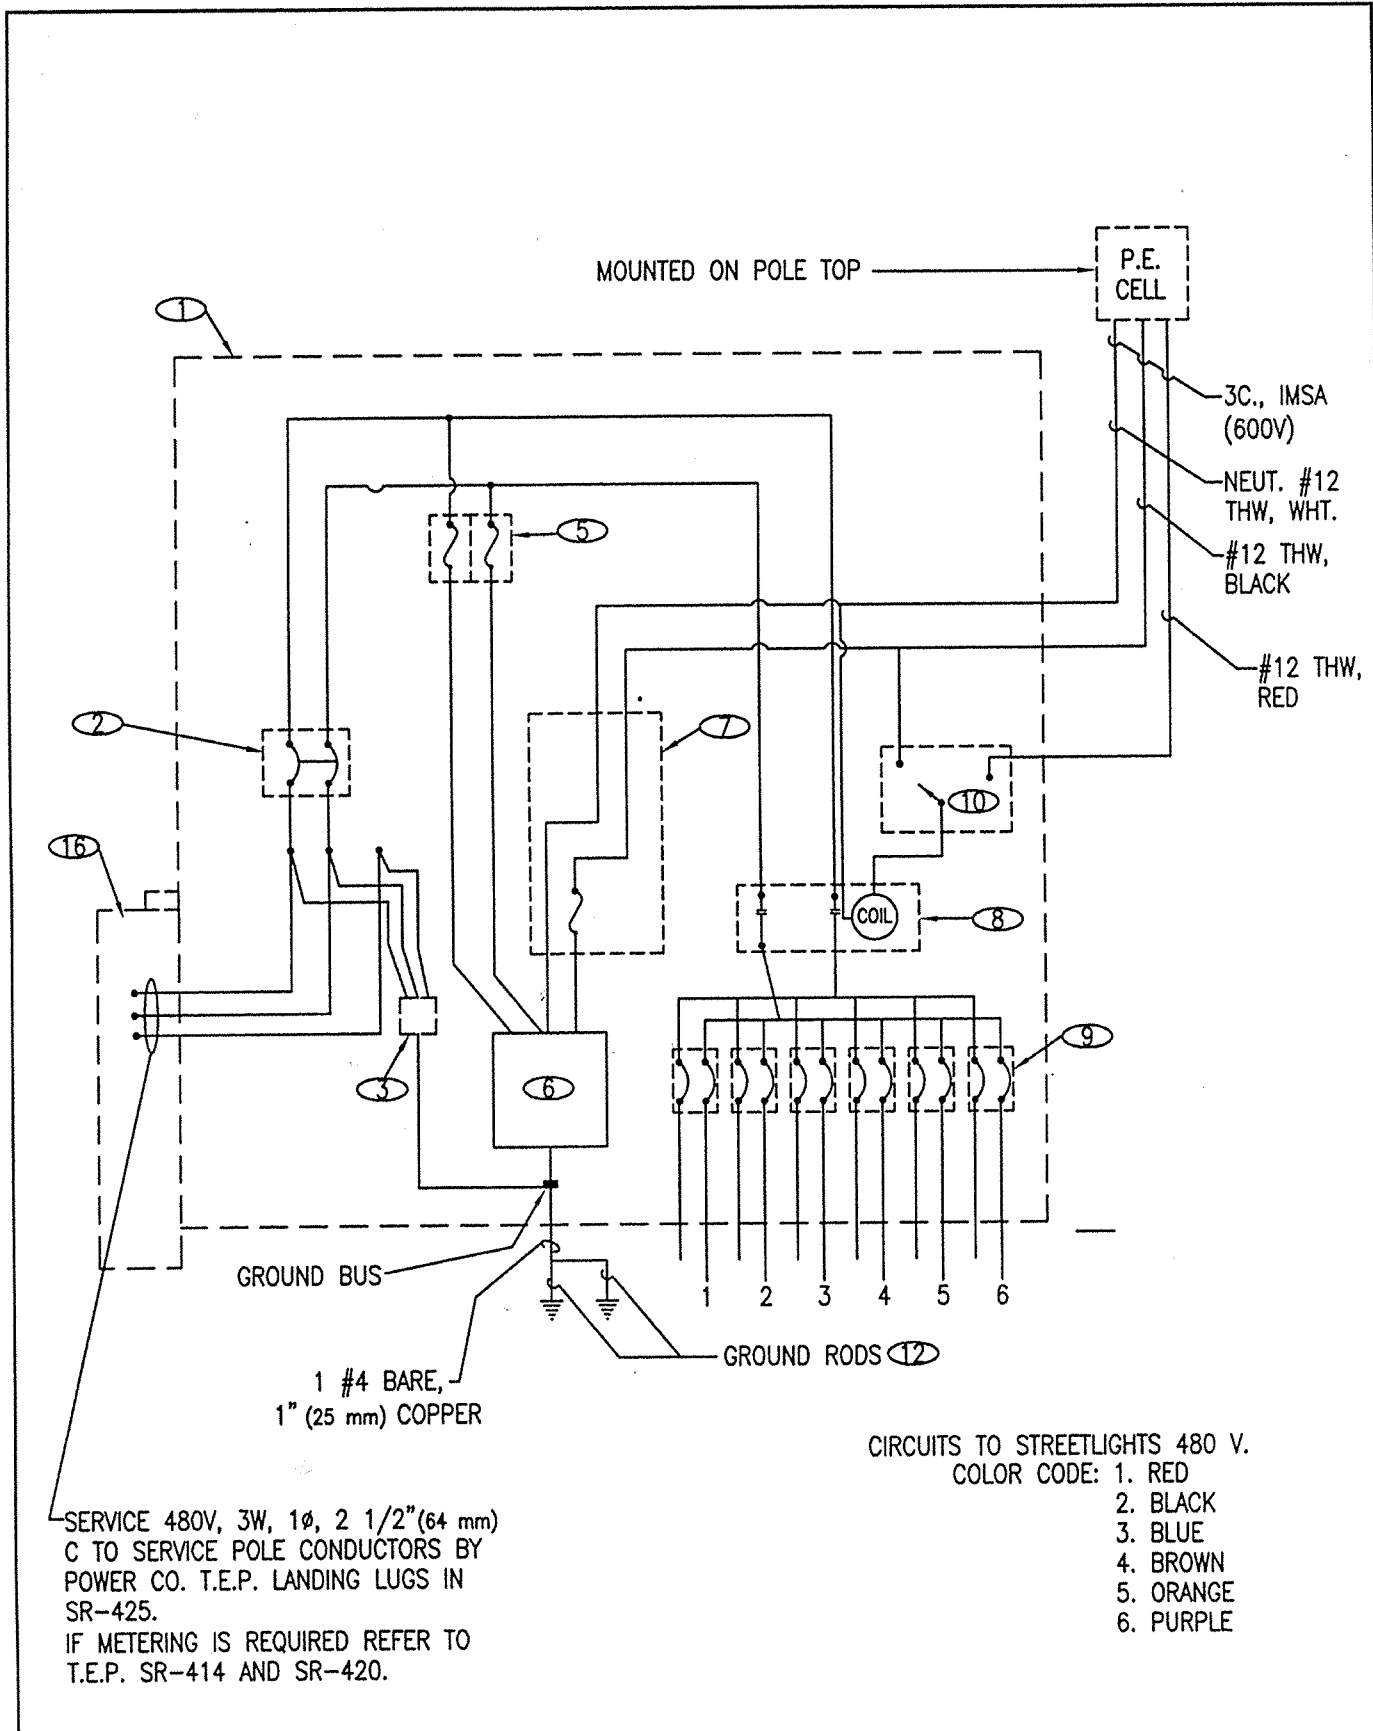 MOUNTED ON POLE TOP
P.E.
CELL
1
3C., IMSA
(600V)
NEUT. #12
THW, WHT.
#12 THW,
BLACK
#12 THW,
RED
5
2
7
10
16
COIL
8
9
3
6
GROUND BUS
1 2 3 4 5 6
GROUND RODS 12
1 #4 BARE,
1" (25 mm) COPPER
CIRCUITS TO STREETLIGHTS 480 V.
COLOR CODE: 1. RED
2. BLACK
3. BLUE
4. BROWN
5. ORANGE
6. PURPLE
SERVICE 480V, 3W, 1ø, 2 1/2" (64 mm)
C TO SERVICE POLE CONDUCTORS BY
POWER CO. T.E.P. LANDING LUGS IN
SR-425.
IF METERING IS REQUIRED REFER TO
T.E.P. SR-414 AND SR-420.